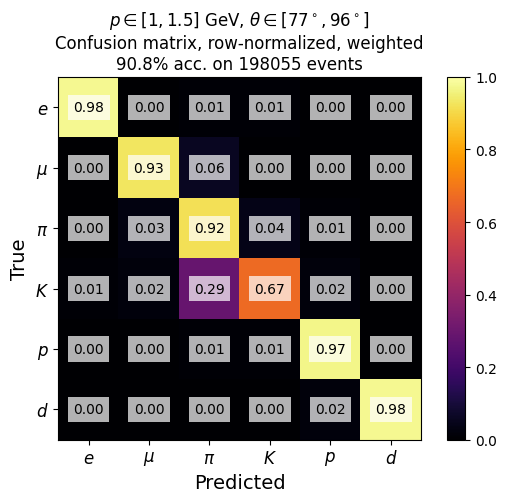 p ∈ [1, 1.5] GeV, θ ∈ [77°, 96°]
Confusion matrix, row-normalized, weighted
90.8% acc. on 198055 events
e 0.98 0.00 0.01 0.01 0.00 0.00
μ 0.00 0.93 0.06 0.00 0.00 0.00
π 0.00 0.03 0.92 0.04 0.01 0.00
K 0.01 0.02 0.29 0.67 0.02 0.00
p 0.00 0.00 0.01 0.01 0.97 0.00
d 0.00 0.00 0.00 0.00 0.02 0.98
e μ π K p d
Predicted
True
1.0
0.8
0.6
0.4
0.2
0.0